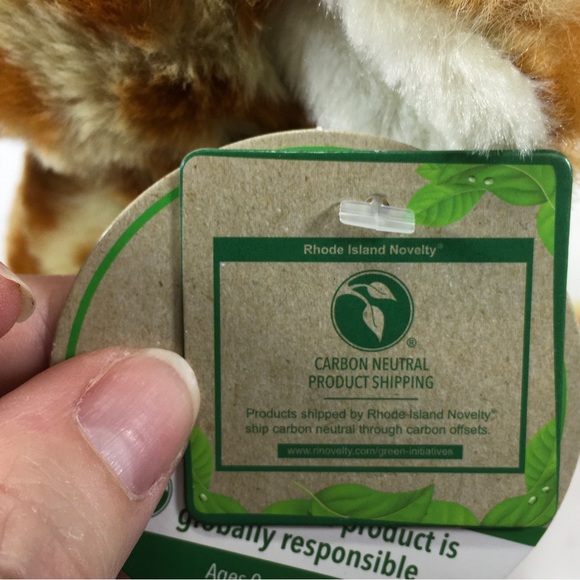 Rhode Island Novelty®
®
CARBON NEUTRAL
PRODUCT SHIPPING
Products shipped by Rhode Island Novelty®
ship carbon neutral through carbon offsets.
www.rinovelty.com/green-initiatives
product is
globally responsible
Ages